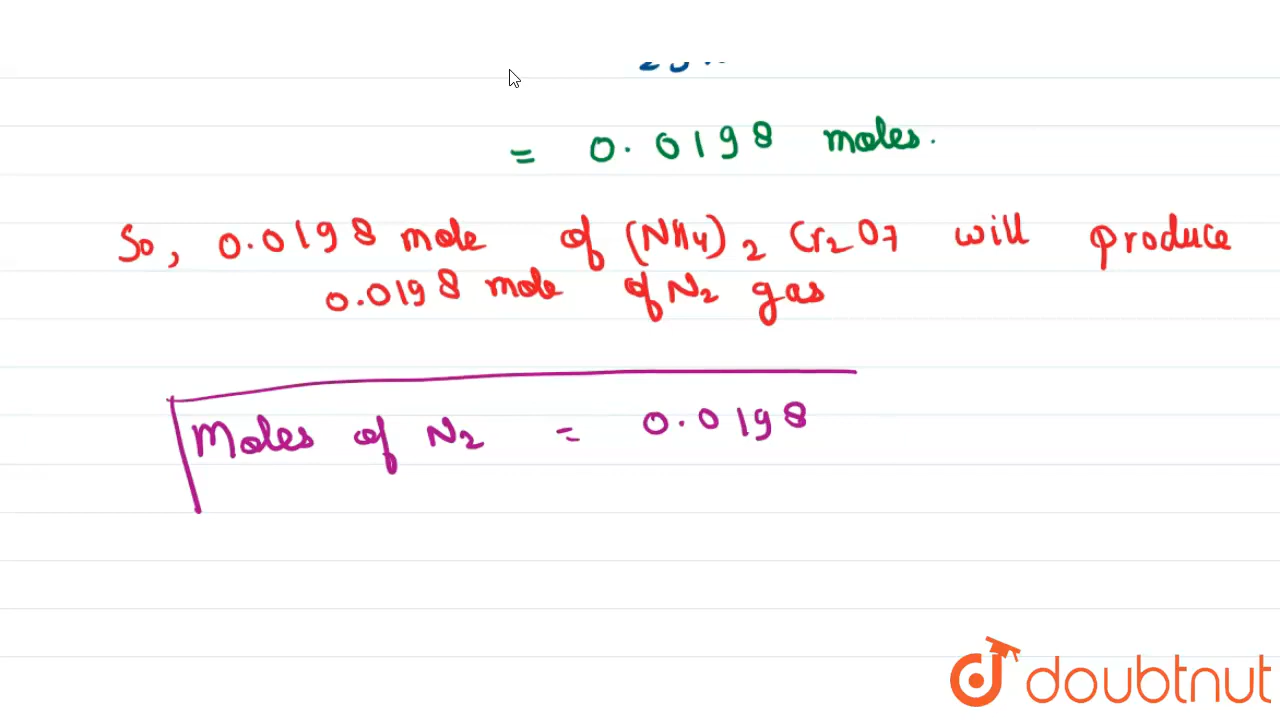 = 0.0198 moles.
So, 0.0198 mole of (NH4)2 Cr2O7 will produce
0.0198 mole of N2 gas
Moles of N2 = 0.0198
doubtnut